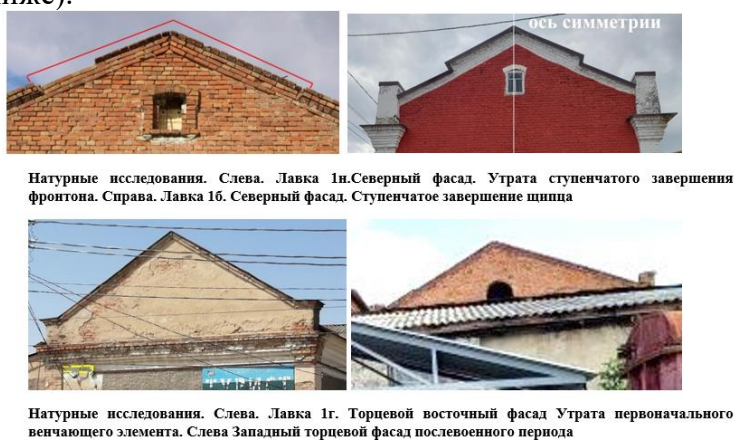 иже).
ось симметрии
Натурные исследования. Слева. Лавка 1н.Северный фасад. Утрата ступенчатого завершения
фронтона. Справа. Лавка 1б. Северный фасад. Ступенчатое завершение щипца
ТУРИСТ
Натурные исследования. Слева. Лавка 1г. Торцевой восточный фасад Утрата первоначального
венчающего элемента. Слева Западный торцевой фасад послевоенного периода